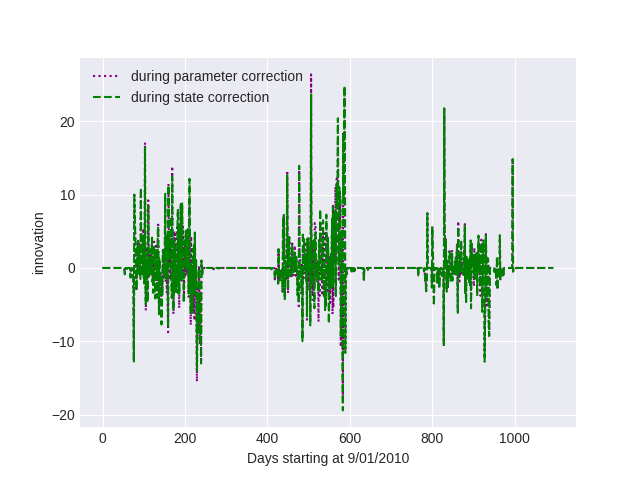 during parameter correction
during state correction
20
10
0
−10
−20
innovation
0
200
400
600
800
1000
Days starting at 9/01/2010